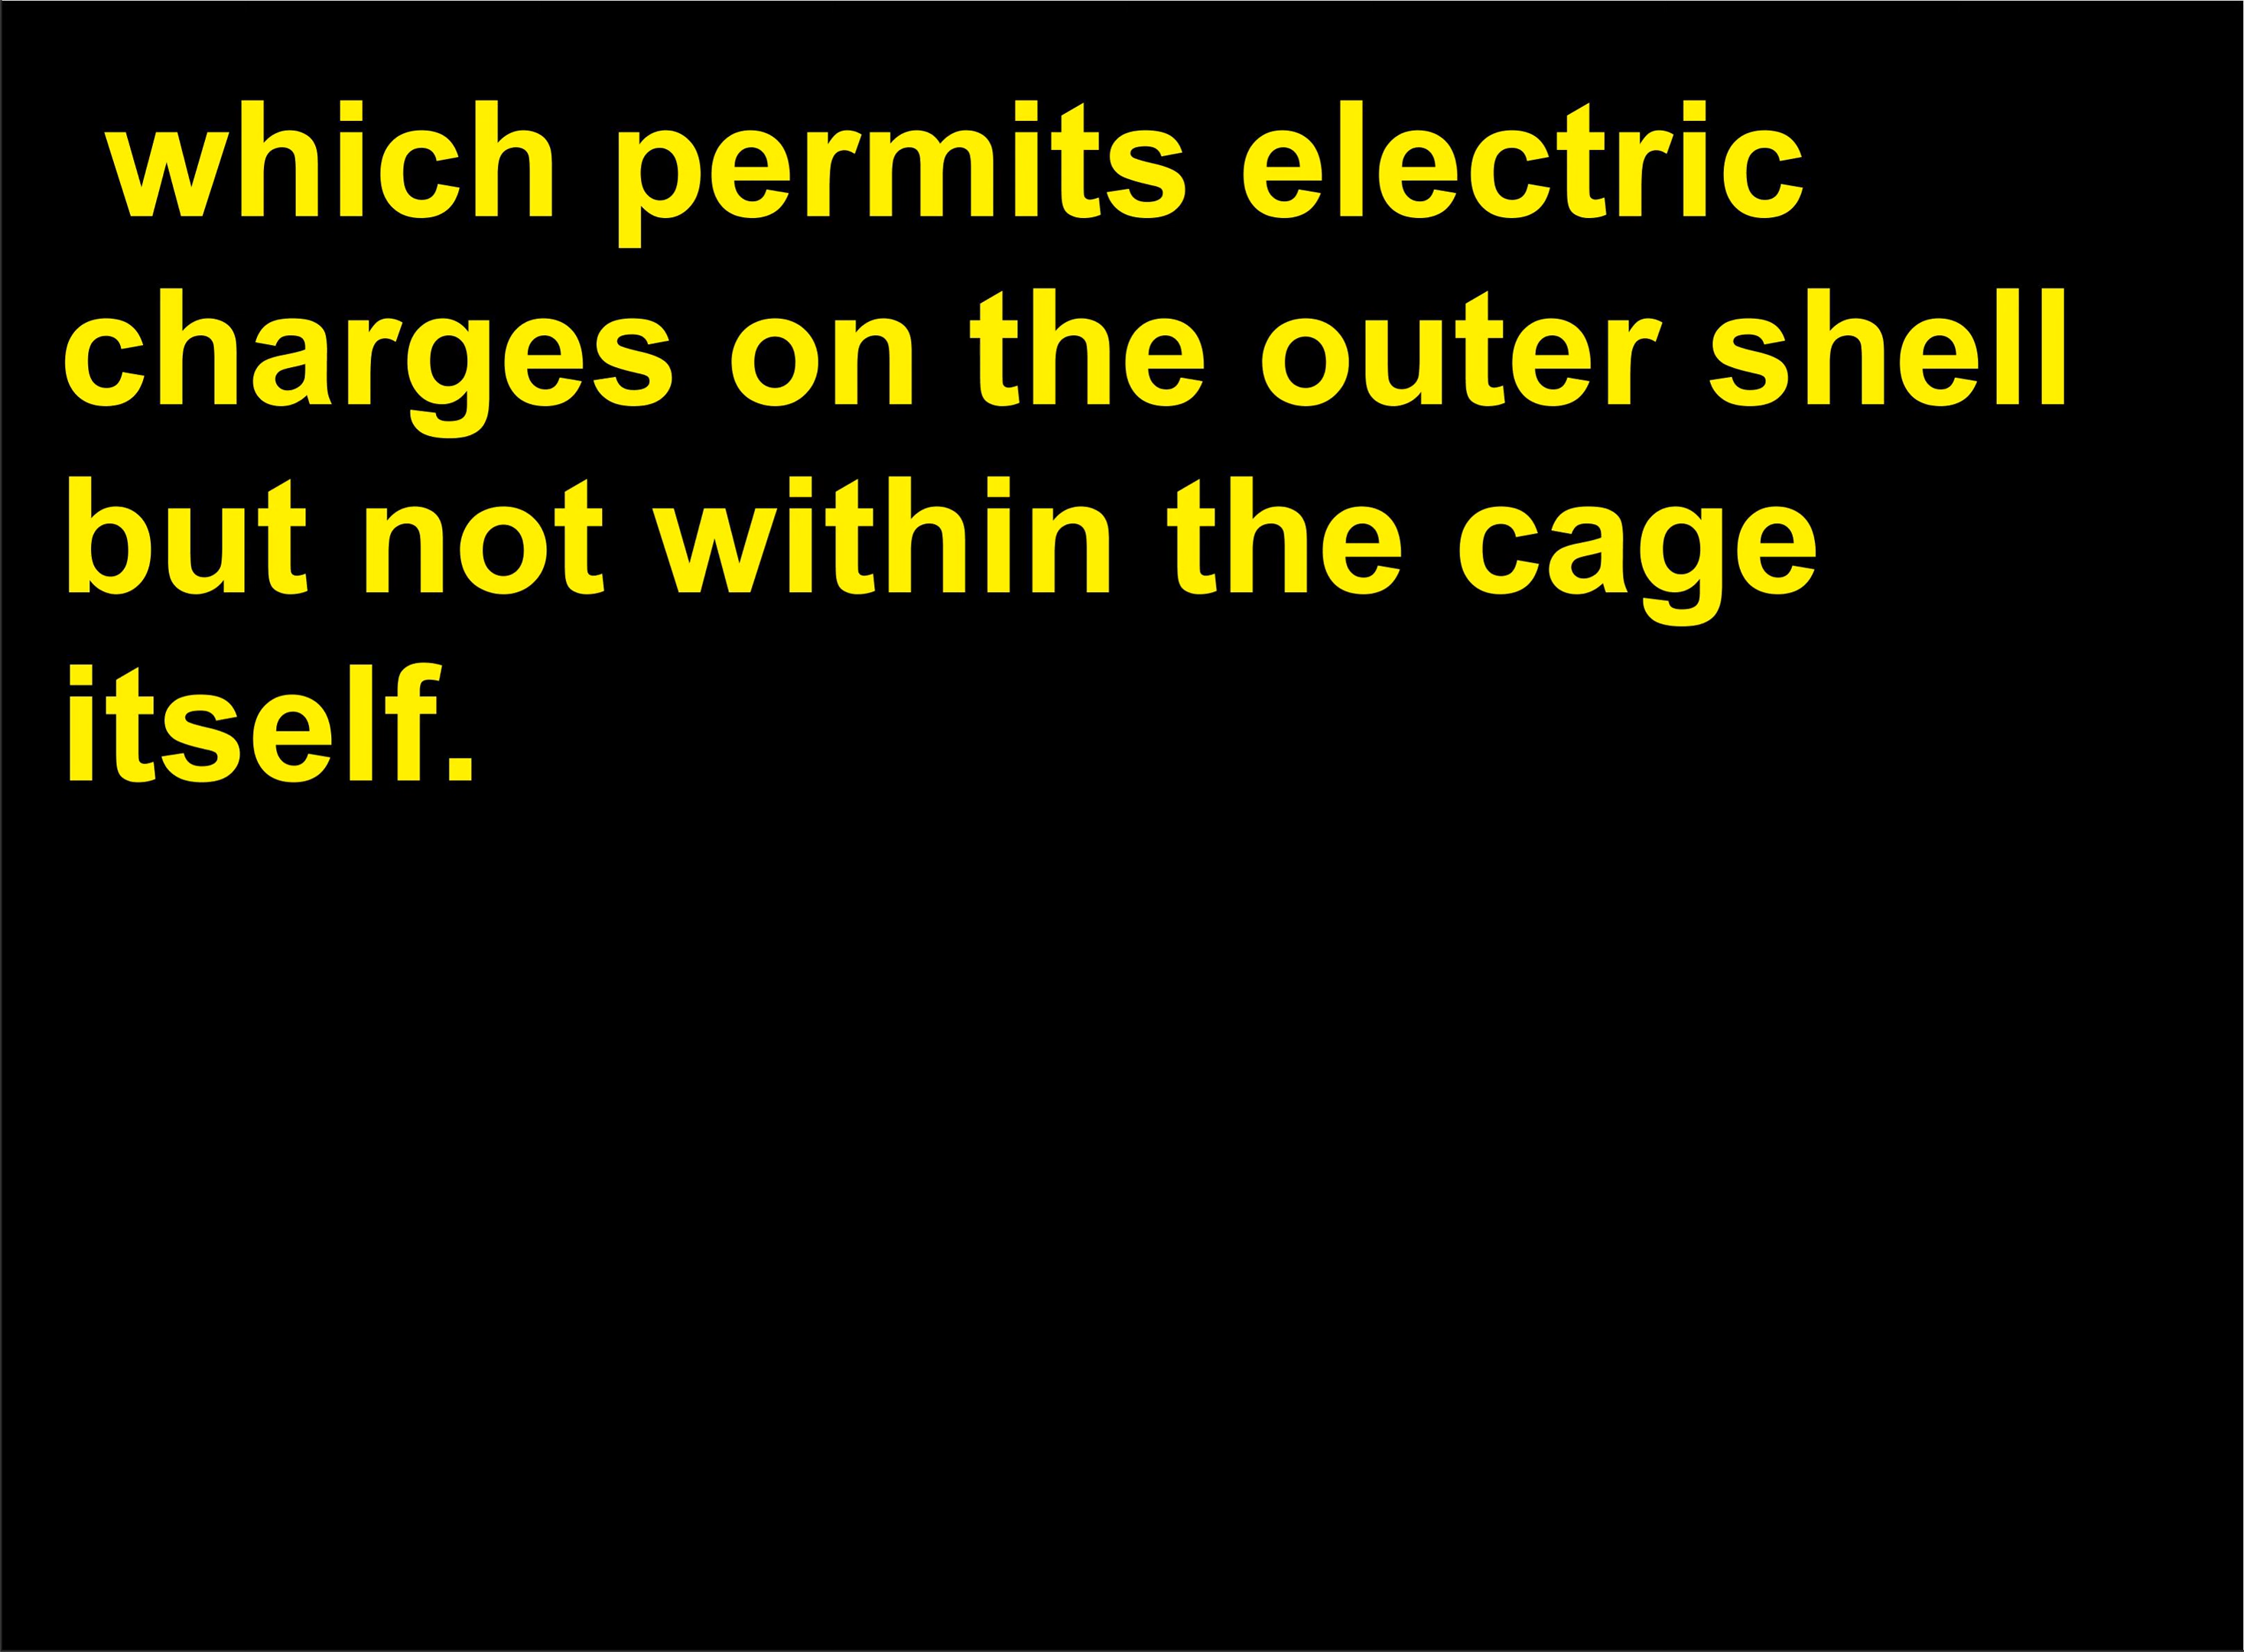 which permits electric
charges on the outer shell
but not within the cage
itself.